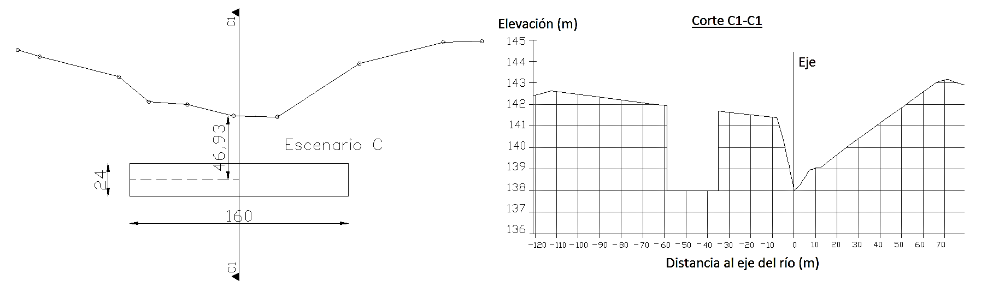 C1
46,93
Escenario C
24
160
C1
Corte C1-C1
Elevación (m)
145
144
143
142
141
140
139
138
137
136
Eje
-120 -110 -100 -90 -80 -70 -60 -50 -40 -30 -20 -10 0 10 20 30 40 50 60 70
Distancia al eje del río (m)